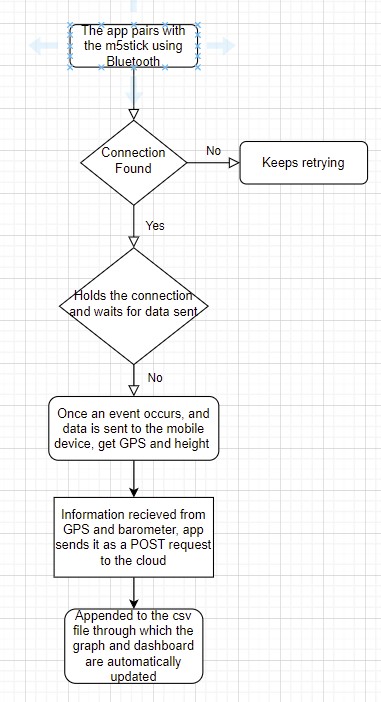 The app pairs with
the m5stick using
Bluetooth
Connection
Found
No
Keeps retrying
Yes
Holds the connection
and waits for data sent
No
Once an event occurs, and
data is sent to the mobile
device, get GPS and height
Information recieved from
GPS and barometer, app
sends it as a POST request
to the cloud
Appended to the csv
file through which the
graph and dashboard
are automatically
updated